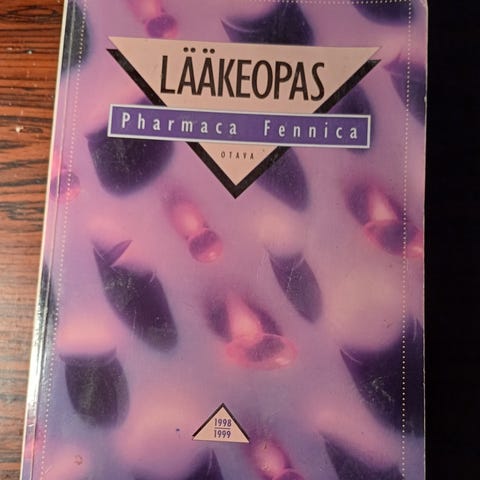 LÄÄKEOPAS
Pharmaca Fennica
OTAVA
1998
1999